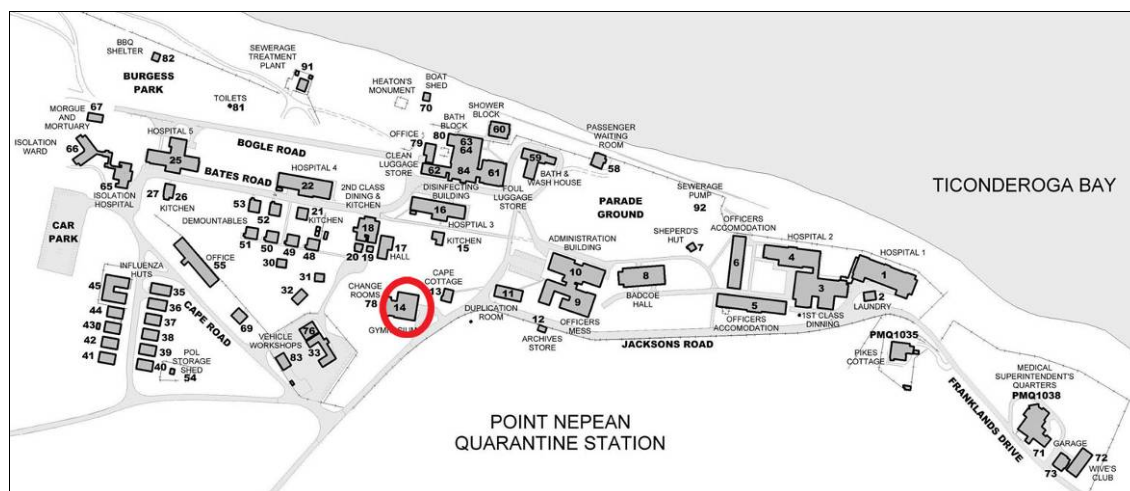 BBQ
SHELTER
82
BURGESS
PARK
SEWERAGE
TREATMENT
PLANT
91
TOILETS
81
HEATON'S
MONUMENT
BOAT
SHED
70
MORGUE
AND
MORTUARY
67
ISOLATION
WARD
66
65
ISOLATION
HOSPITAL
HOSPITAL 5
25
BOGLE ROAD
BATES ROAD
HOSPITAL 4
22
OFFICE
79
80
BATH
BLOCK
63
64
SHOWER
BLOCK
60
CLEAN
LUGGAGE
STORE
62
84
61
FOUL
LUGGAGE
STORE
59
BATH &
WASH HOUSE
PASSENGER
WAITING
ROOM
58
TICONDEROGA BAY
SEWERAGE
PUMP
92
PARADE
GROUND
27
26
KITCHEN
DEMOUNTABLES
53
52
21
KITCHEN
51
50
49
48
30
31
32
2ND CLASS
DINING &
KITCHEN
18
20
19
17
HALL
DISINFECTING
BUILDING
16
HOSPTIAL 3
KITCHEN
15
CAR
PARK
OFFICE
55
INFLUENZA
HUTS
45
44
43
42
41
35
36
37
38
39
40
POL
STORAGE
SHED
54
CAPE ROAD
69
VEHICLE
WORKSHOPS
83
76
33
CHANGE
ROOMS
78
14
GYMNASIUM
CAPE
COTTAGE
13
11
DUPLICATION
ROOM
ADMINISTRATION
BUILDING
10
9
OFFICERS
MESS
12
ARCHIVES
STORE
8
BADCOE
HALL
SHEPERD'S
HUT
7
OFFICERS
ACCOMODATION
6
5
OFFICERS
ACCOMODATION
HOSPITAL 2
4
3
1ST CLASS
DINNING
HOSPITAL 1
1
2
LAUNDRY
JACKSONS ROAD
PMQ1035
PIKES
COTTAGE
FRANKLANDS DRIVE
MEDICAL
SUPERINTENDENT'S
QUARTERS
PMQ1038
71
GARAGE
73
72
WIVE'S
CLUB
POINT NEPEAN
QUARANTINE STATION